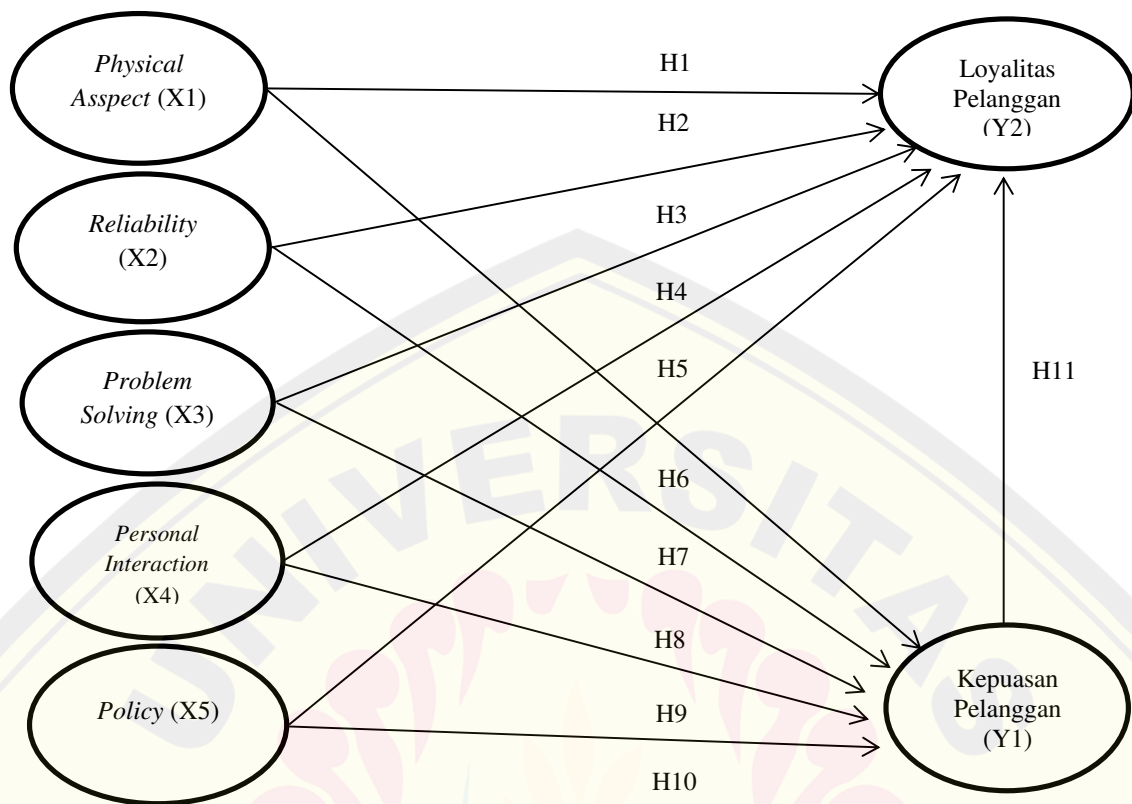 Physical
Asspect (X1)
Reliability
(X2)
Problem
Solving (X3)
Personal
Interaction
(X4)
Policy (X5)
H1
H2
H3
H4
H5
H6
H7
H8
H9
H10
H11
Loyalitas
Pelanggan
(Y2)
Kepuasan
Pelanggan
(Y1)
UNIVERSITAS